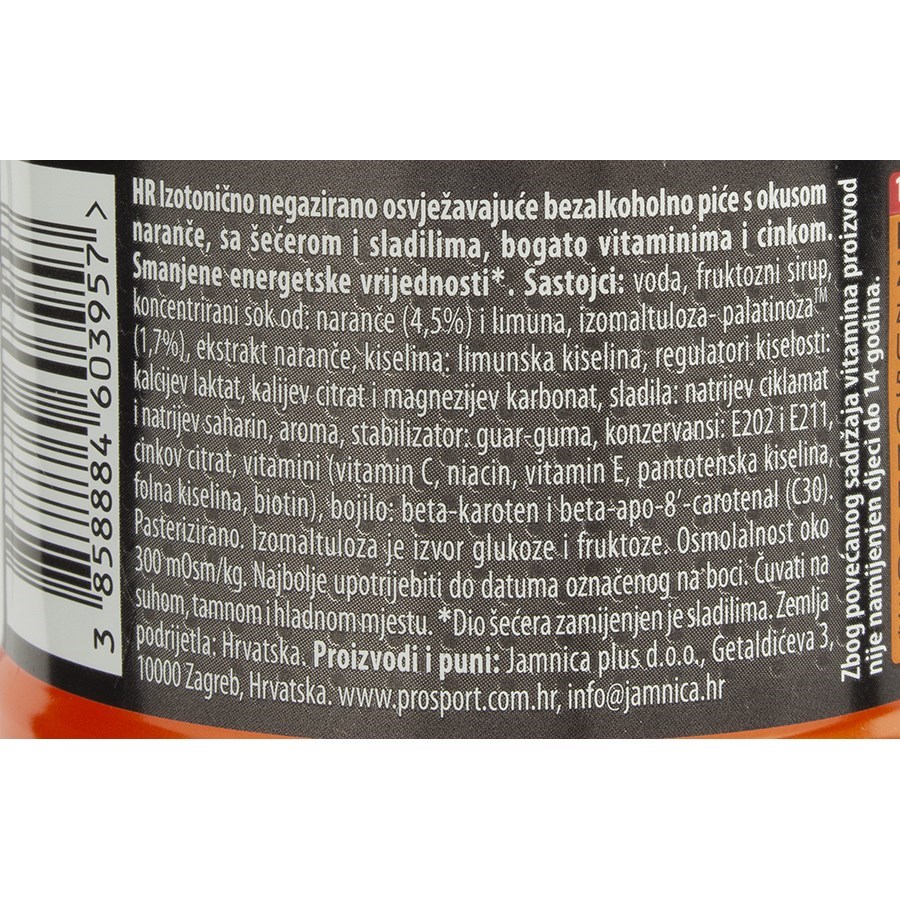 HR Izotonično negazirano osvježavajuće bezalkoholno piće s okusom
naranče, sa šećerom i sladilima, bogato vitaminima i cinkom.
Smanjene energetske vrijednosti*. Sastojci: voda, fruktozni sirup,
koncentrirani sok od: naranče (4,5%) i limuna, izomaltuloza- palatinoza™
(1,7%), ekstrakt naranče, kiselina: limunska kiselina, regulatori kiselosti:
kalcijev laktat, kalijev citrat i magnezijev karbonat, sladila: natrijev ciklamat
i natrijev saharin, aroma, stabilizator: guar-guma, konzervansi: E202 i E211,
cinkov citrat, vitamini (vitamin C, niacin, vitamin E, pantotenska kiselina,
folna kiselina, biotin), bojilo: beta-karoten i beta-apo-8’-carotenal (C30).
Pasterizirano. Izomaltuloza je izvor glukoze i fruktoze. Osmolalnost oko
300 mOsm/kg. Najbolje upotrijebiti do datuma označenog na boci. Čuvati na
suhom, tamnom i hladnom mjestu. *Dio šećera zamijenjen je sladilima. Zemlja
podrijetla: Hrvatska. Proizvodi i puni: Jamnica plus d.o.o., Getaldićeva 3,
10000 Zagreb, Hrvatska. www.prosport.com.hr, info@jamnica.hr
Zbog povećanog sadržaja vitamina proizvod
nije namijenjen djeci do 14 godina.
3 858884 603957 >